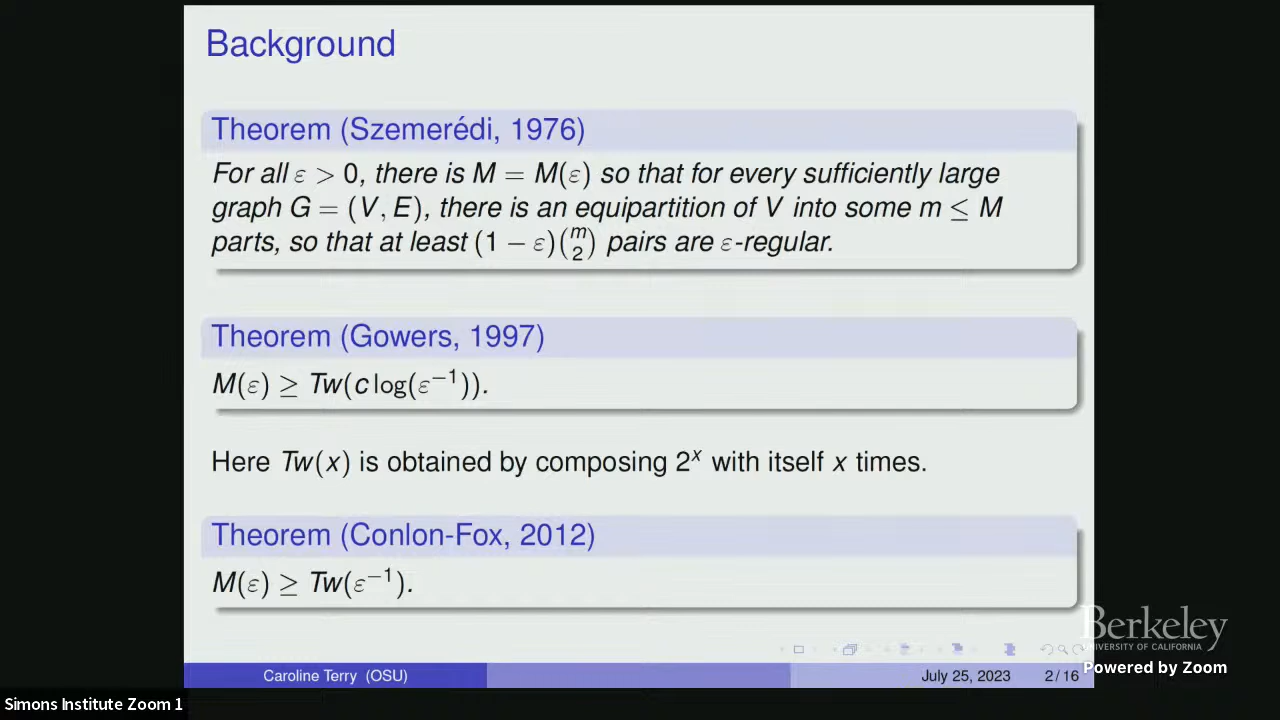 Background
Theorem (Szemerédi, 1976)
For all ε > 0, there is M = M(ε) so that for every sufficiently large
graph G = (V, E), there is an equipartition of V into some m ≤ M
parts, so that at least (1 − ε)(m 2) pairs are ε-regular.
Theorem (Gowers, 1997)
M(ε) ≥ Tw(c log(ε⁻¹)).
Here Tw(x) is obtained by composing 2ˣ with itself x times.
Theorem (Conlon-Fox, 2012)
M(ε) ≥ Tw(ε⁻¹).
Berkeley
UNIVERSITY OF CALIFORNIA
Powered by Zoom
Caroline Terry (OSU)
July 25, 2023
2 / 16
Simons Institute Zoom 1